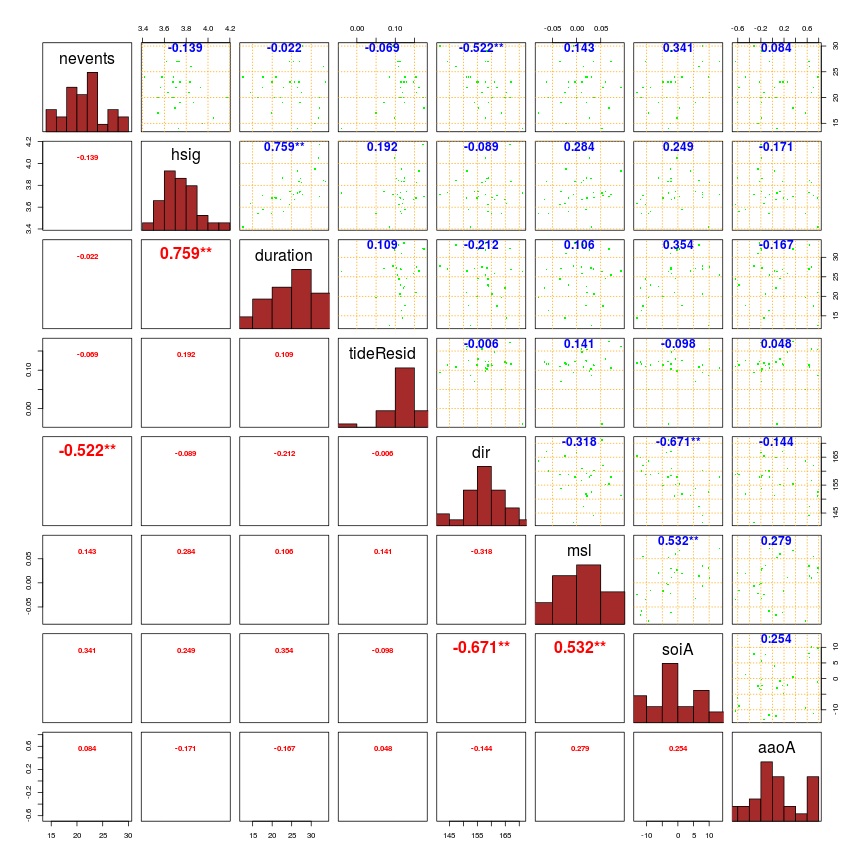 3.4 3.6 3.8 4.0 4.2 0.00 0.10 -0.05 0.05 -0.6 -0.2 0.2 0.6
nevents -0.139 -0.022 -0.069 -0.522** 0.143 0.341 0.084 15 20 25 30
3.4 3.6 3.8 4.0 4.2 -0.139 hsig 0.759** 0.192 -0.089 0.284 0.249 -0.171
-0.022 0.759** duration 0.109 -0.212 0.106 0.354 -0.167 15 20 25 30
0.00 0.10 -0.069 0.192 0.109 tideResid -0.006 0.141 -0.098 0.048
-0.522** -0.089 -0.212 -0.006 dir -0.318 -0.671** -0.144 145 155 165
-0.05 0.00 0.05 0.143 0.284 0.106 0.141 -0.318 msl 0.532** 0.279
0.341 0.249 0.354 -0.098 -0.671** 0.532** soiA 0.254 -10 0 5 10
-0.6 -0.2 0.2 0.6 0.084 -0.171 -0.167 0.048 -0.144 0.279 0.254 aaoA
15 20 25 30 15 20 25 30 145 155 165 -10 0 5 10